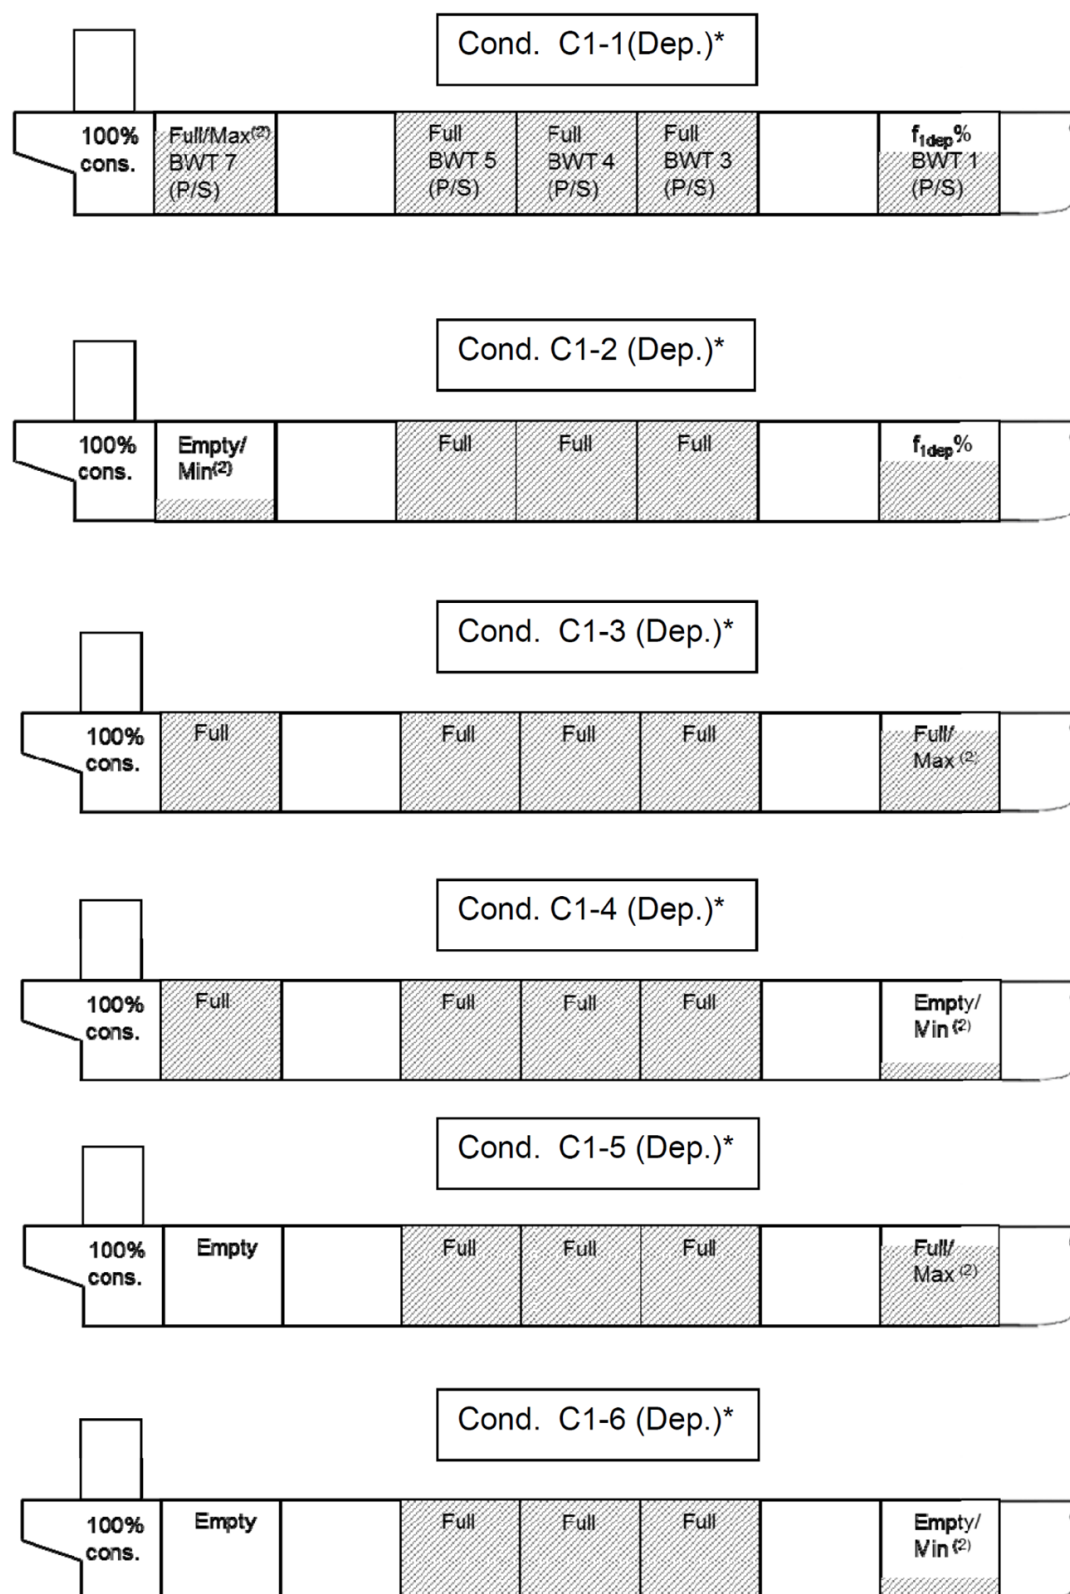 Cond. C1-1(Dep.)*
100% cons.
Full/Max(2) BWT 7 (P/S)
Full BWT 5 (P/S)
Full BWT 4 (P/S)
Full BWT 3 (P/S)
f1dep% BWT 1 (P/S)
Cond. C1-2 (Dep.)*
100% cons.
Empty/ Min(2)
Full
Full
Full
f1dep%
Cond. C1-3 (Dep.)*
100% cons.
Full
Full
Full
Full
Full/ Max (2)
Cond. C1-4 (Dep.)*
100% cons.
Full
Full
Full
Full
Empty/ Min(2)
Cond. C1-5 (Dep.)*
100% cons.
Empty
Full
Full
Full
Full/ Max (2)
Cond. C1-6 (Dep.)*
100% cons.
Empty
Full
Full
Full
Empty/ Min(2)